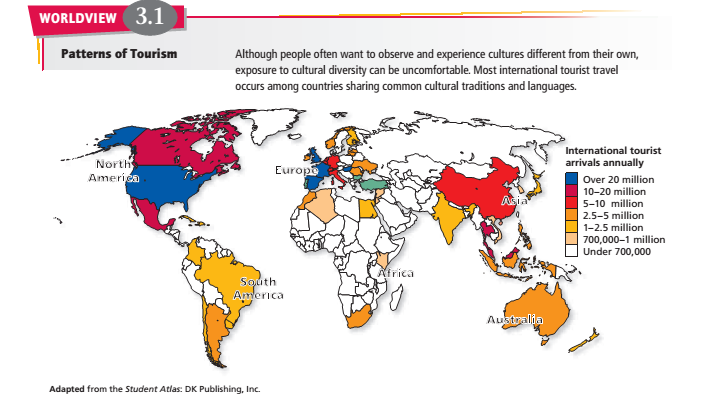 WORLDVIEW 3.1
Patterns of Tourism
Although people often want to observe and experience cultures different from their own,
exposure to cultural diversity can be uncomfortable. Most international tourist travel
occurs among countries sharing common cultural traditions and languages.
International tourist
arrivals annually
Over 20 million
10–20 million
5–10 million
2.5–5 million
1–2.5 million
700,000–1 million
Under 700,000
North
America
Europe
Asia
Africa
South
America
Australia
Adapted from the Student Atlas: DK Publishing, Inc.